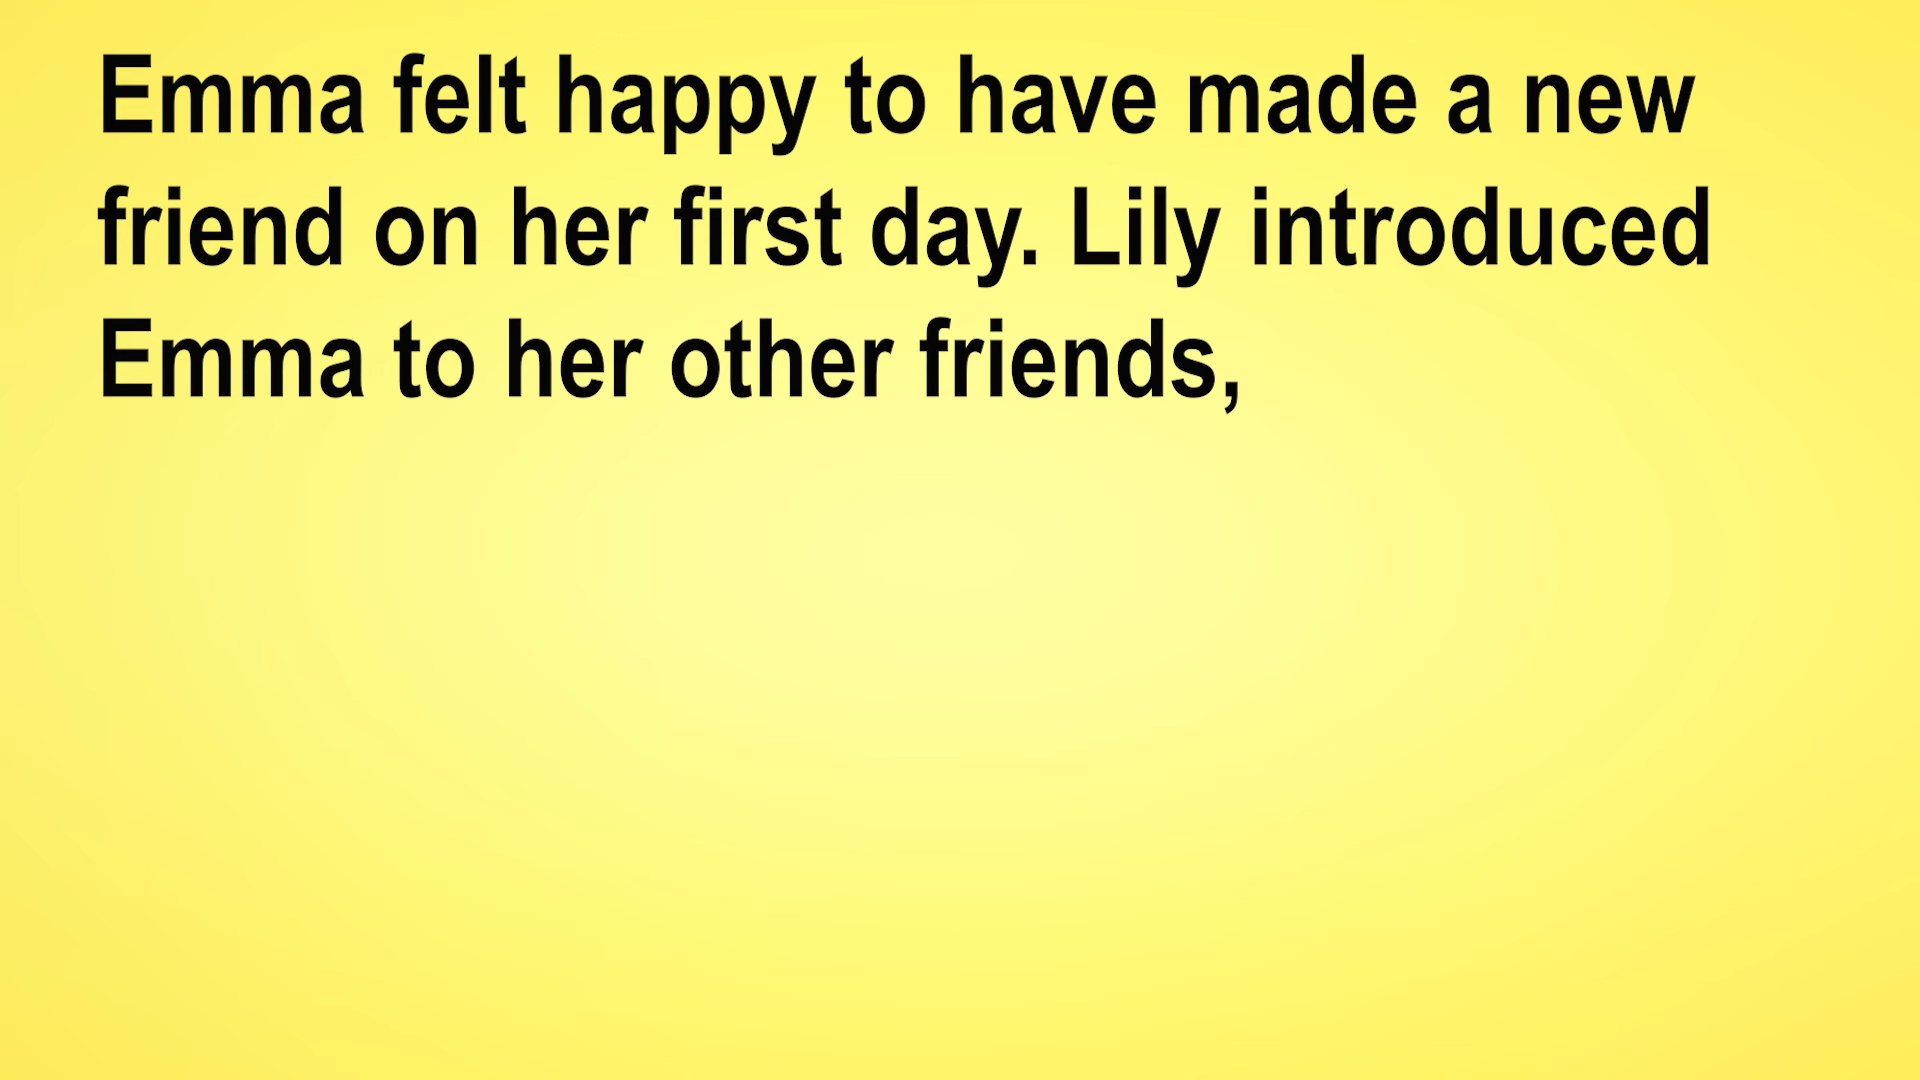 Emma felt happy to have made a new
friend on her first day. Lily introduced
Emma to her other friends,